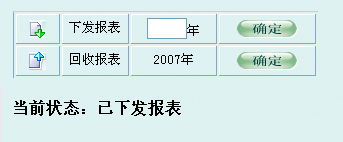 下发报表 年 确定
回收报表 2007年 确定
当前状态：已下发报表